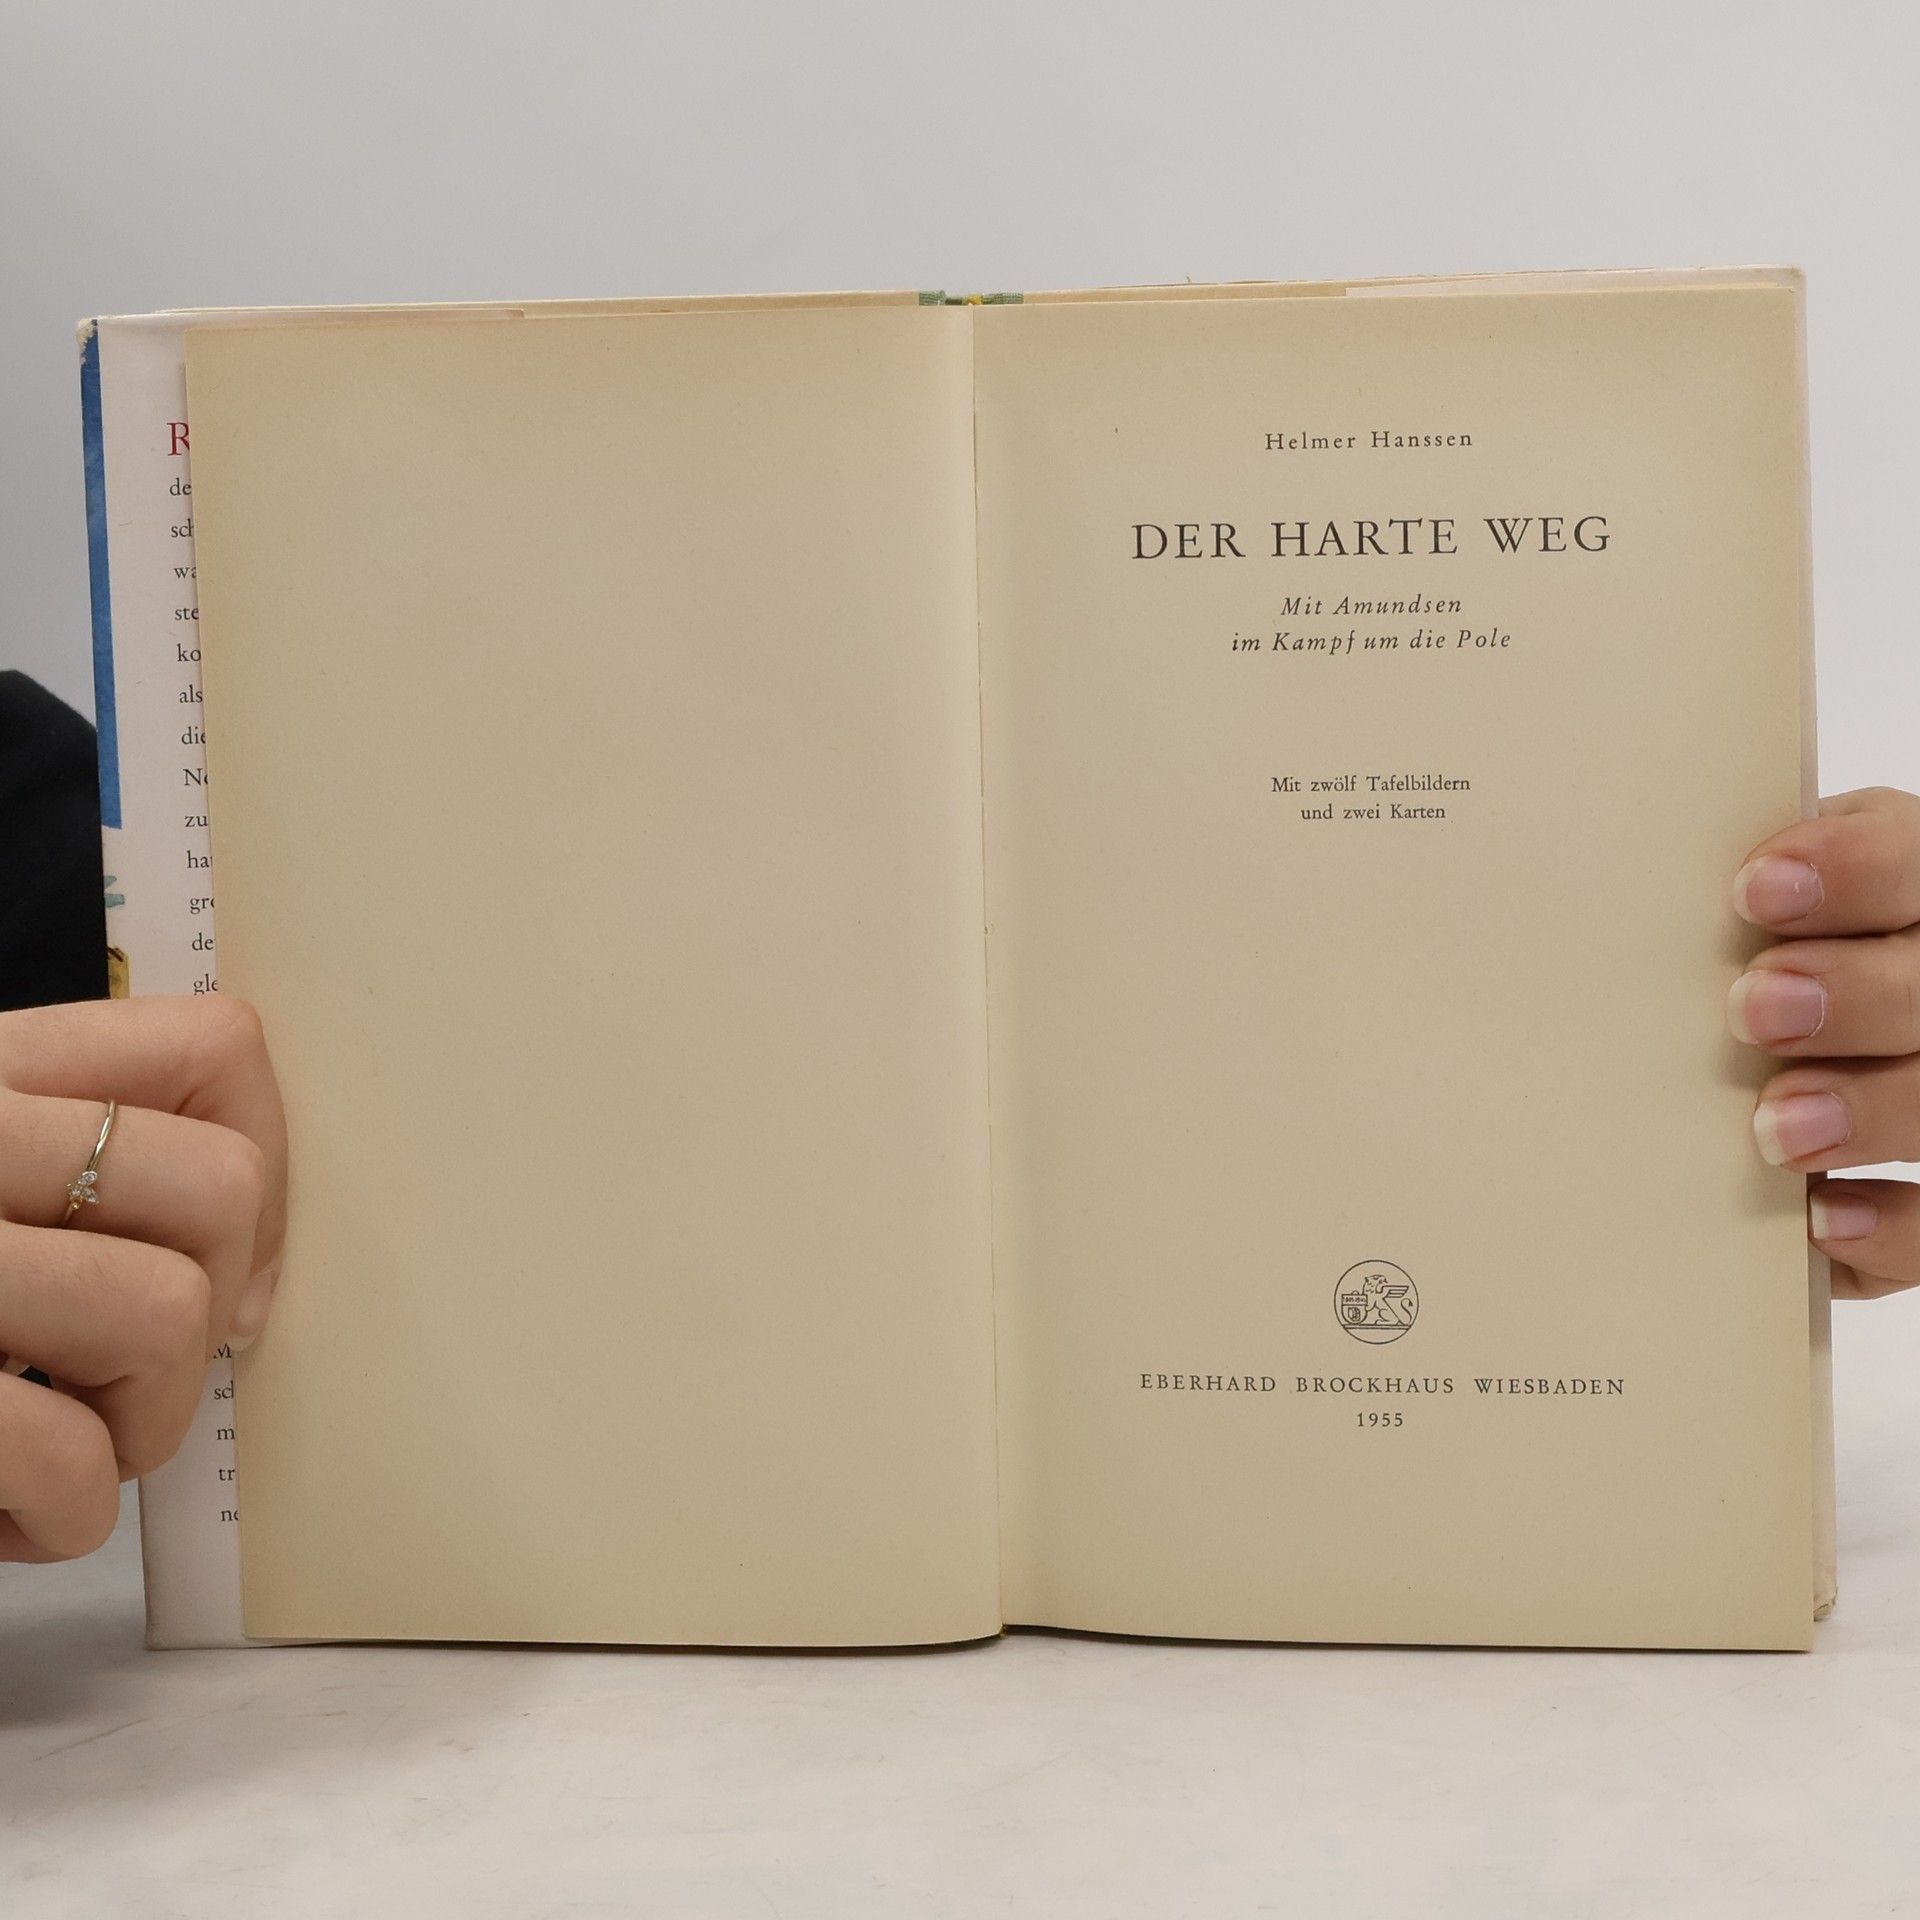 Helmer Hanssen
DER HARTE WEG
Mit Amundsen
im Kampf um die Pole
Mit zwölf Tafelbildern
und zwei Karten
EBERHARD BROCKHAUS WIESBADEN
1955